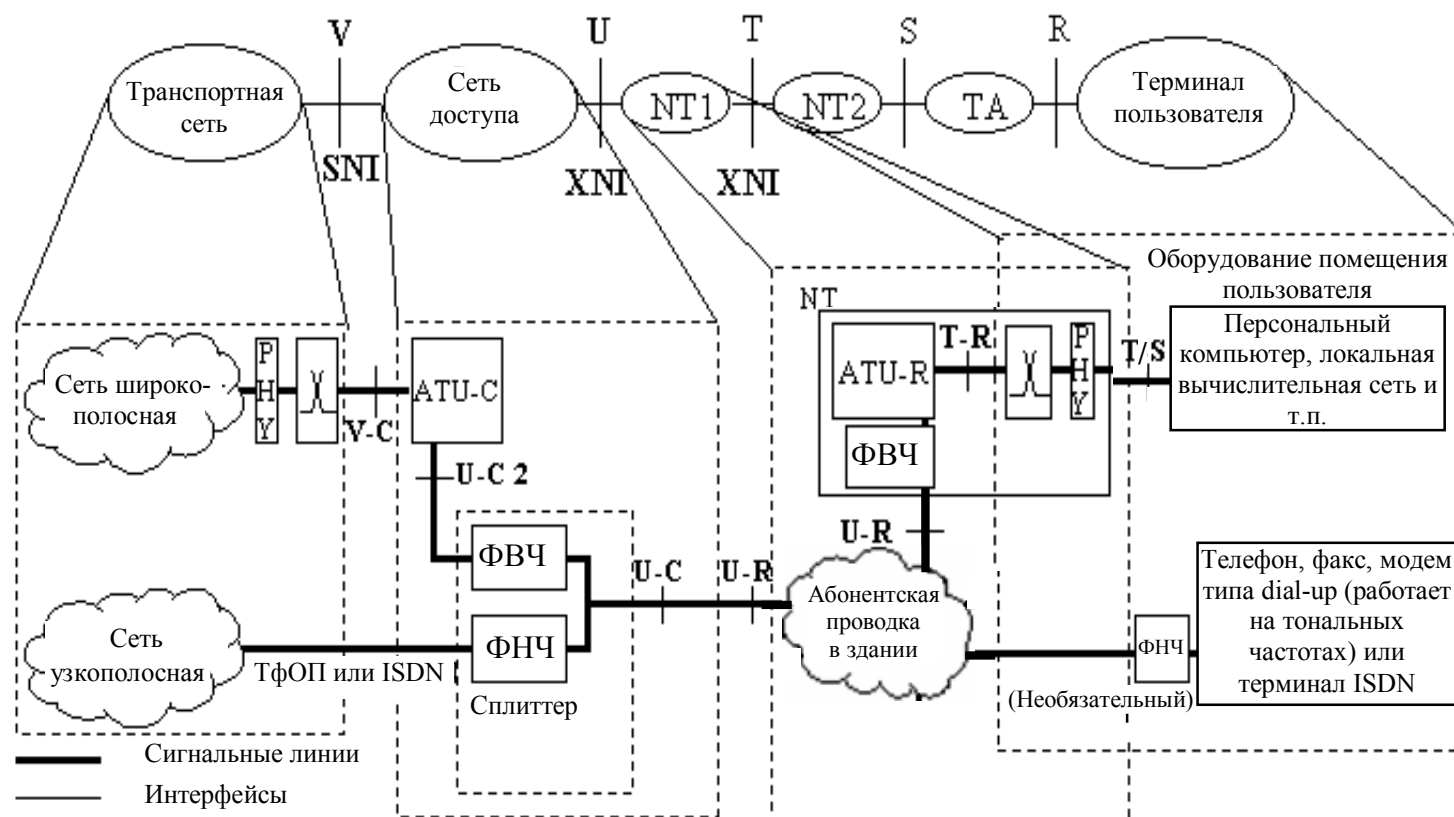 V
U
T
S
R
Транспортная
сеть
Сеть
доступа
NT1
NT2
TA
Терминал
пользователя
SNI
XNI
XNI
Оборудование помещения
пользователя
NT
Сеть широко-
полосная
P
H
Y
V-C
ATU-C
U-C 2
ATU-R
T-R
P
H
Y
T/S
Персональный
компьютер, локальная
вычислительная сеть и
т.п.
ФВЧ
U-R
ФВЧ
U-C
U-R
Абонентская
проводка
в здании
Сеть
узкополосная
ТфОП или ISDN
ФНЧ
Сплиттер
ФНЧ
(Необязательный)
Телефон, факс, модем
типа dial-up (работает
на тональных
частотах) или
терминал ISDN
Сигнальные линии
Интерфейсы